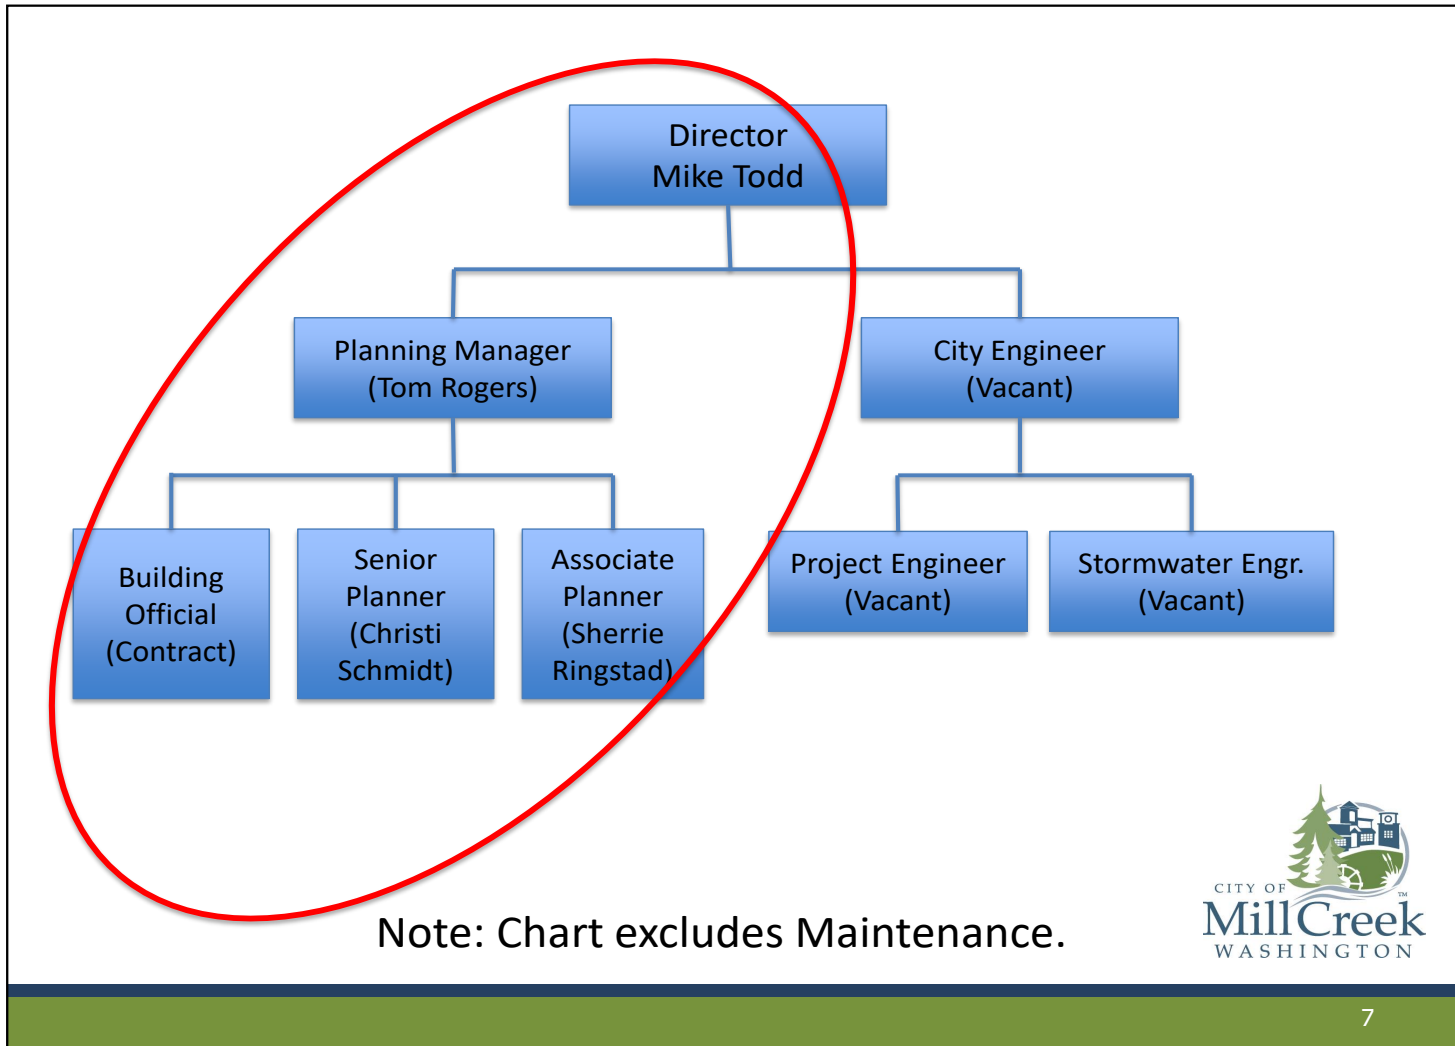 Director
Mike Todd
Planning Manager
(Tom Rogers)
City Engineer
(Vacant)
Building
Official
(Contract)
Senior
Planner
(Christi
Schmidt)
Associate
Planner
(Sherrie
Ringstad)
Project Engineer
(Vacant)
Stormwater Engr.
(Vacant)
Note: Chart excludes Maintenance.
CITY OF
Mill Creek™
WASHINGTON
7